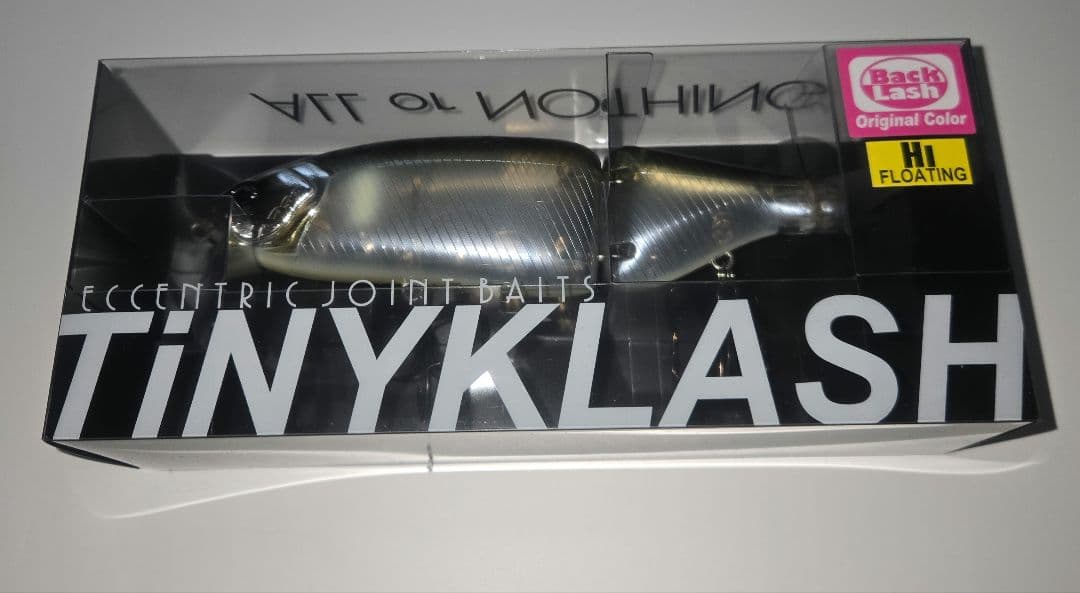 ALL or NOTHING
Back
Lash
Original Color
Hi
FLOATING
ECCENTRIC JOINT BAITS
TiNYKLASH